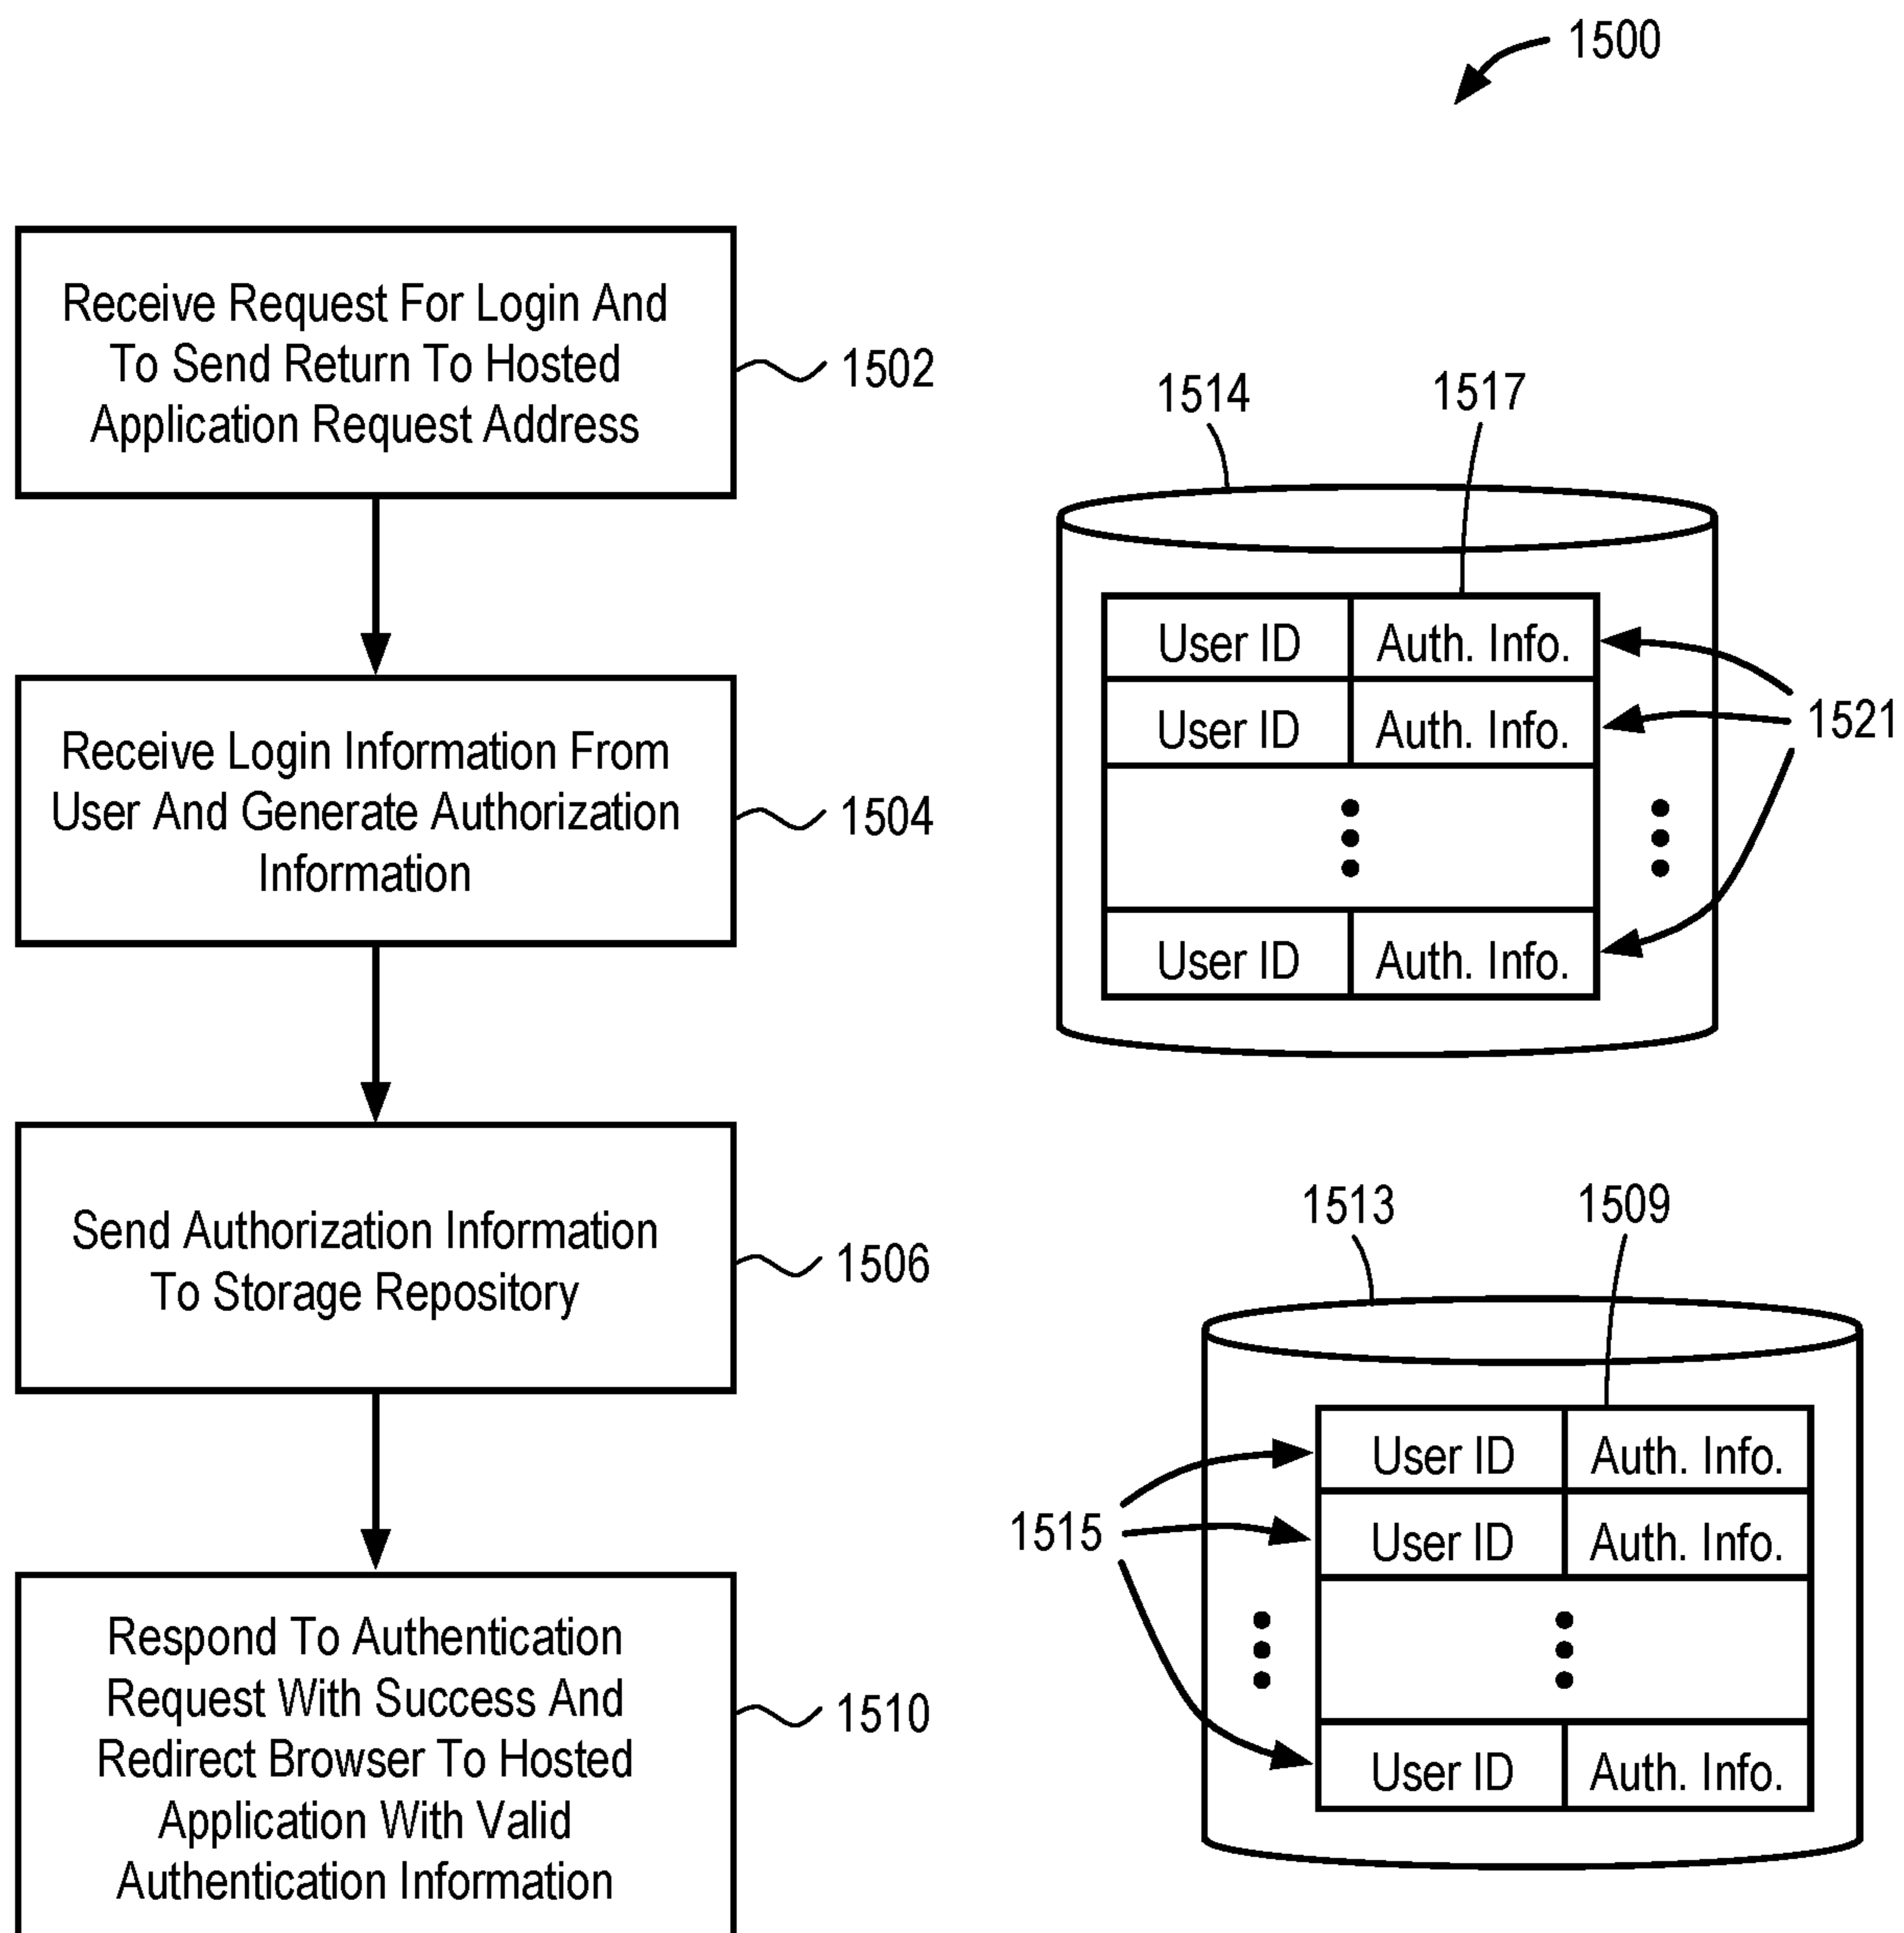 1500
Receive Request For Login And
To Send Return To Hosted
Application Request Address
1502
Receive Login Information From
User And Generate Authorization
Information
1504
Send Authorization Information
To Storage Repository
1506
Respond To Authentication
Request With Success And
Redirect Browser To Hosted
Application With Valid
Authentication Information
1510
1514
1517
User ID Auth. Info.
User ID Auth. Info.
User ID Auth. Info.
1521
1513
1509
User ID Auth. Info.
User ID Auth. Info.
User ID Auth. Info.
1515